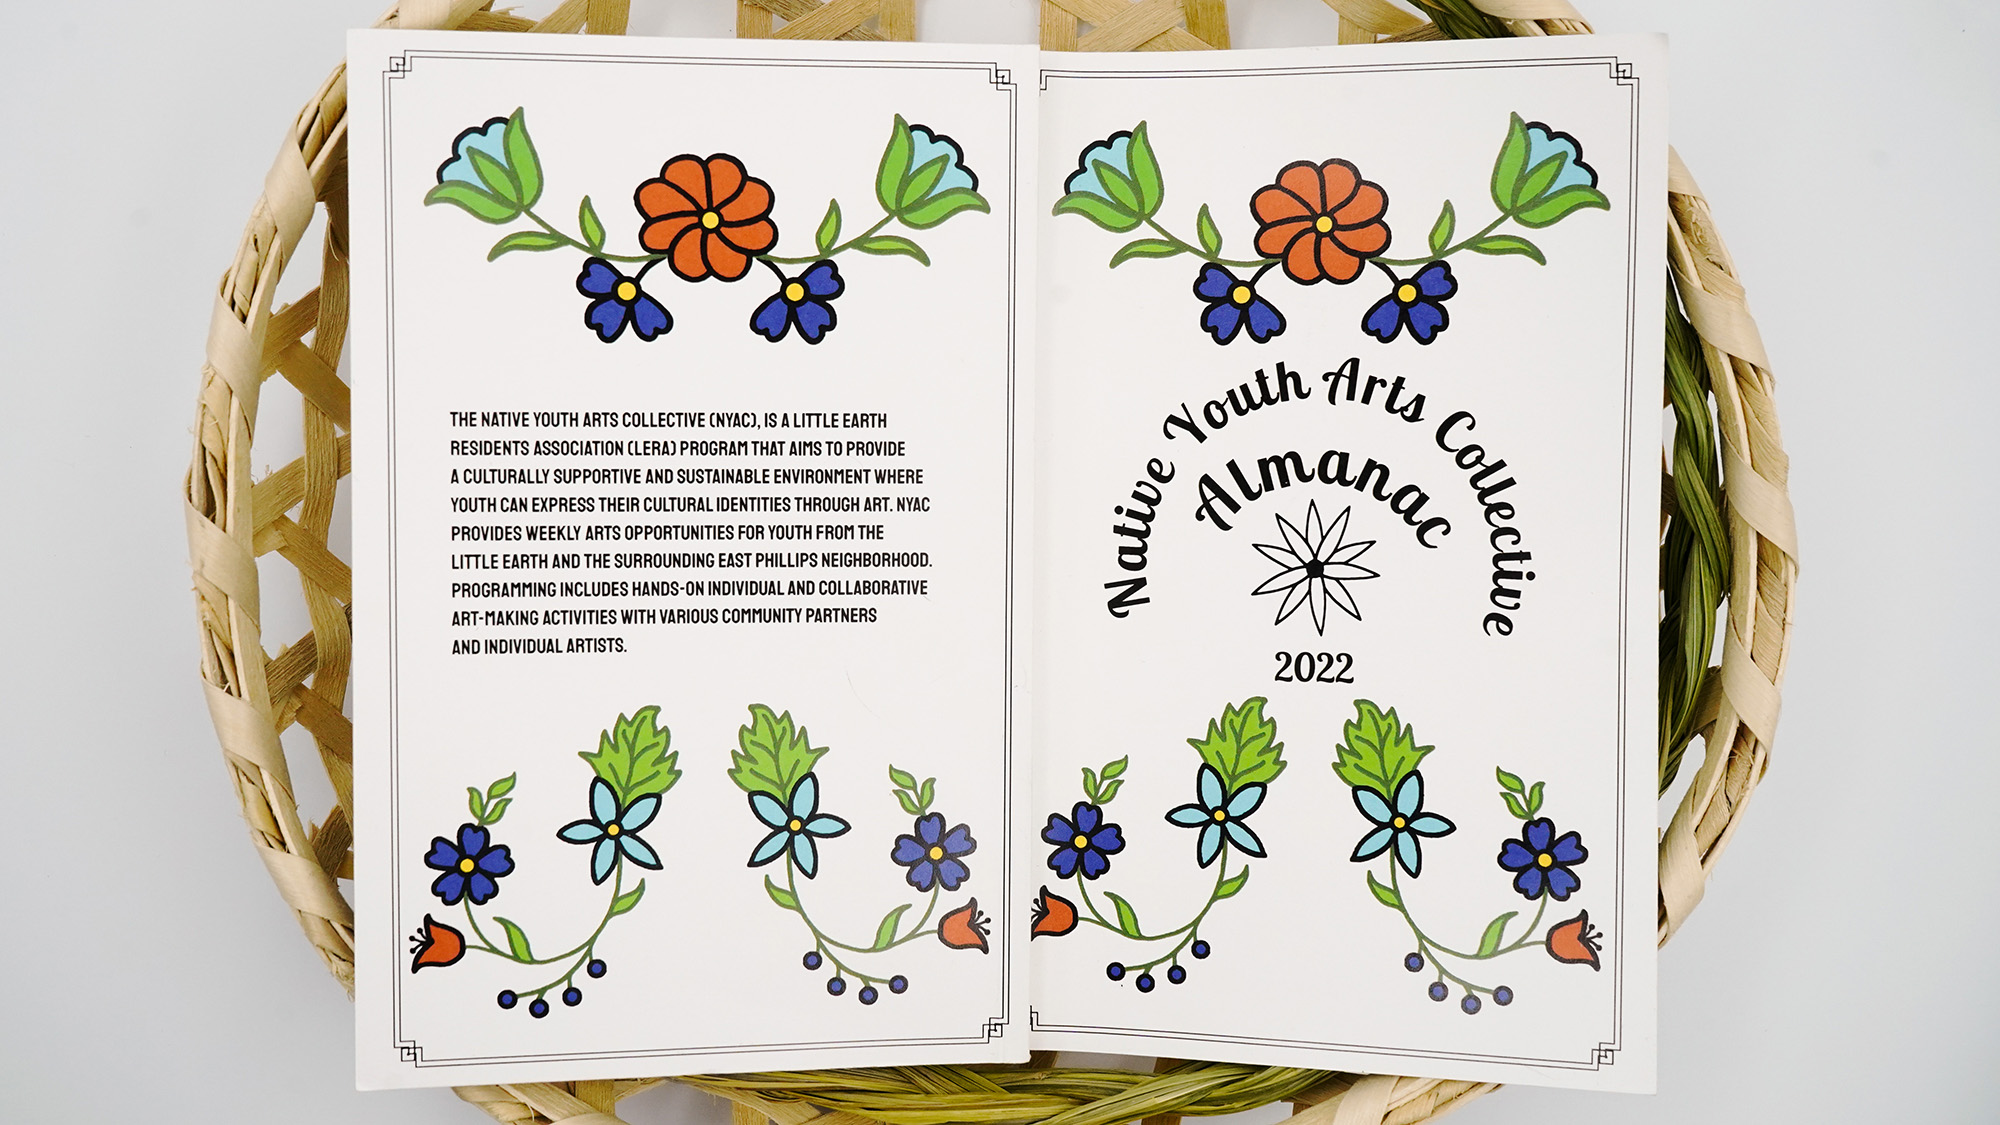 THE NATIVE YOUTH ARTS COLLECTIVE (NYAC), IS A LITTLE EARTH
RESIDENTS ASSOCIATION (LERA) PROGRAM THAT AIMS TO PROVIDE
A CULTURALLY SUPPORTIVE AND SUSTAINABLE ENVIRONMENT WHERE
YOUTH CAN EXPRESS THEIR CULTURAL IDENTITIES THROUGH ART. NYAC
PROVIDES WEEKLY ARTS OPPORTUNITIES FOR YOUTH FROM THE
LITTLE EARTH AND THE SURROUNDING EAST PHILLIPS NEIGHBORHOOD.
PROGRAMMING INCLUDES HANDS-ON INDIVIDUAL AND COLLABORATIVE
ART-MAKING ACTIVITIES WITH VARIOUS COMMUNITY PARTNERS
AND INDIVIDUAL ARTISTS.
Native Youth Arts Collective
Almanac
2022